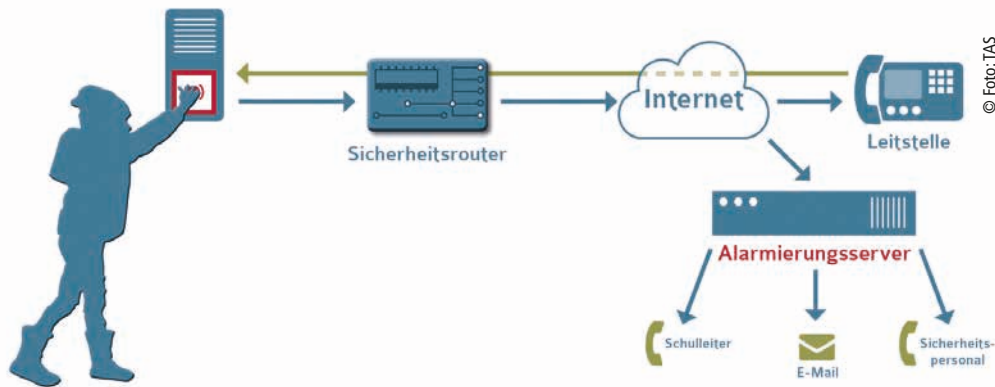 © Foto: TAS
Internet
Sicherheitsrouter
Leitstelle
Alarmierungsserver
Schulleiter
E-Mail
Sicherheits-
personal